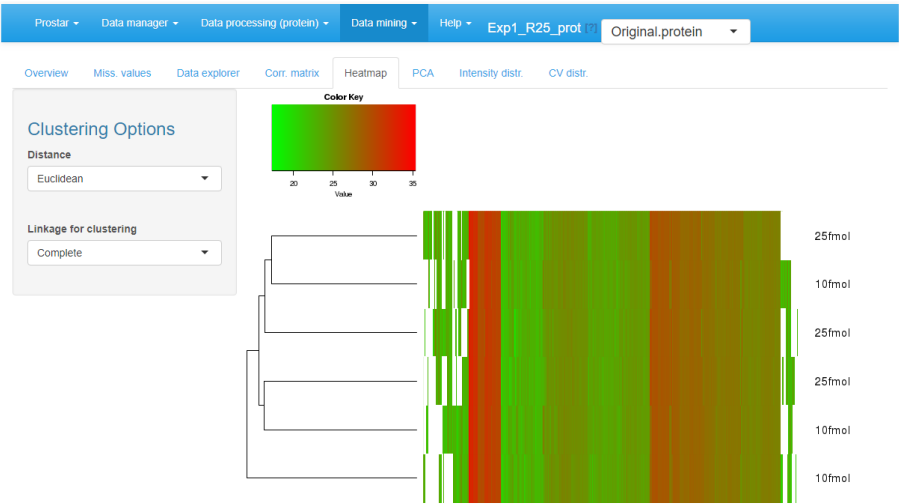 Prostar Data manager Data processing (protein) Data mining Help Exp1_R25_prot [?] Original.protein
Overview Miss. values Data explorer Corr. matrix Heatmap PCA Intensity distr. CV distr.
Color Key
Clustering Options
Distance
Euclidean
20 25 30 35
Value
Linkage for clustering
Complete
25fmol
10fmol
25fmol
25fmol
10fmol
10fmol